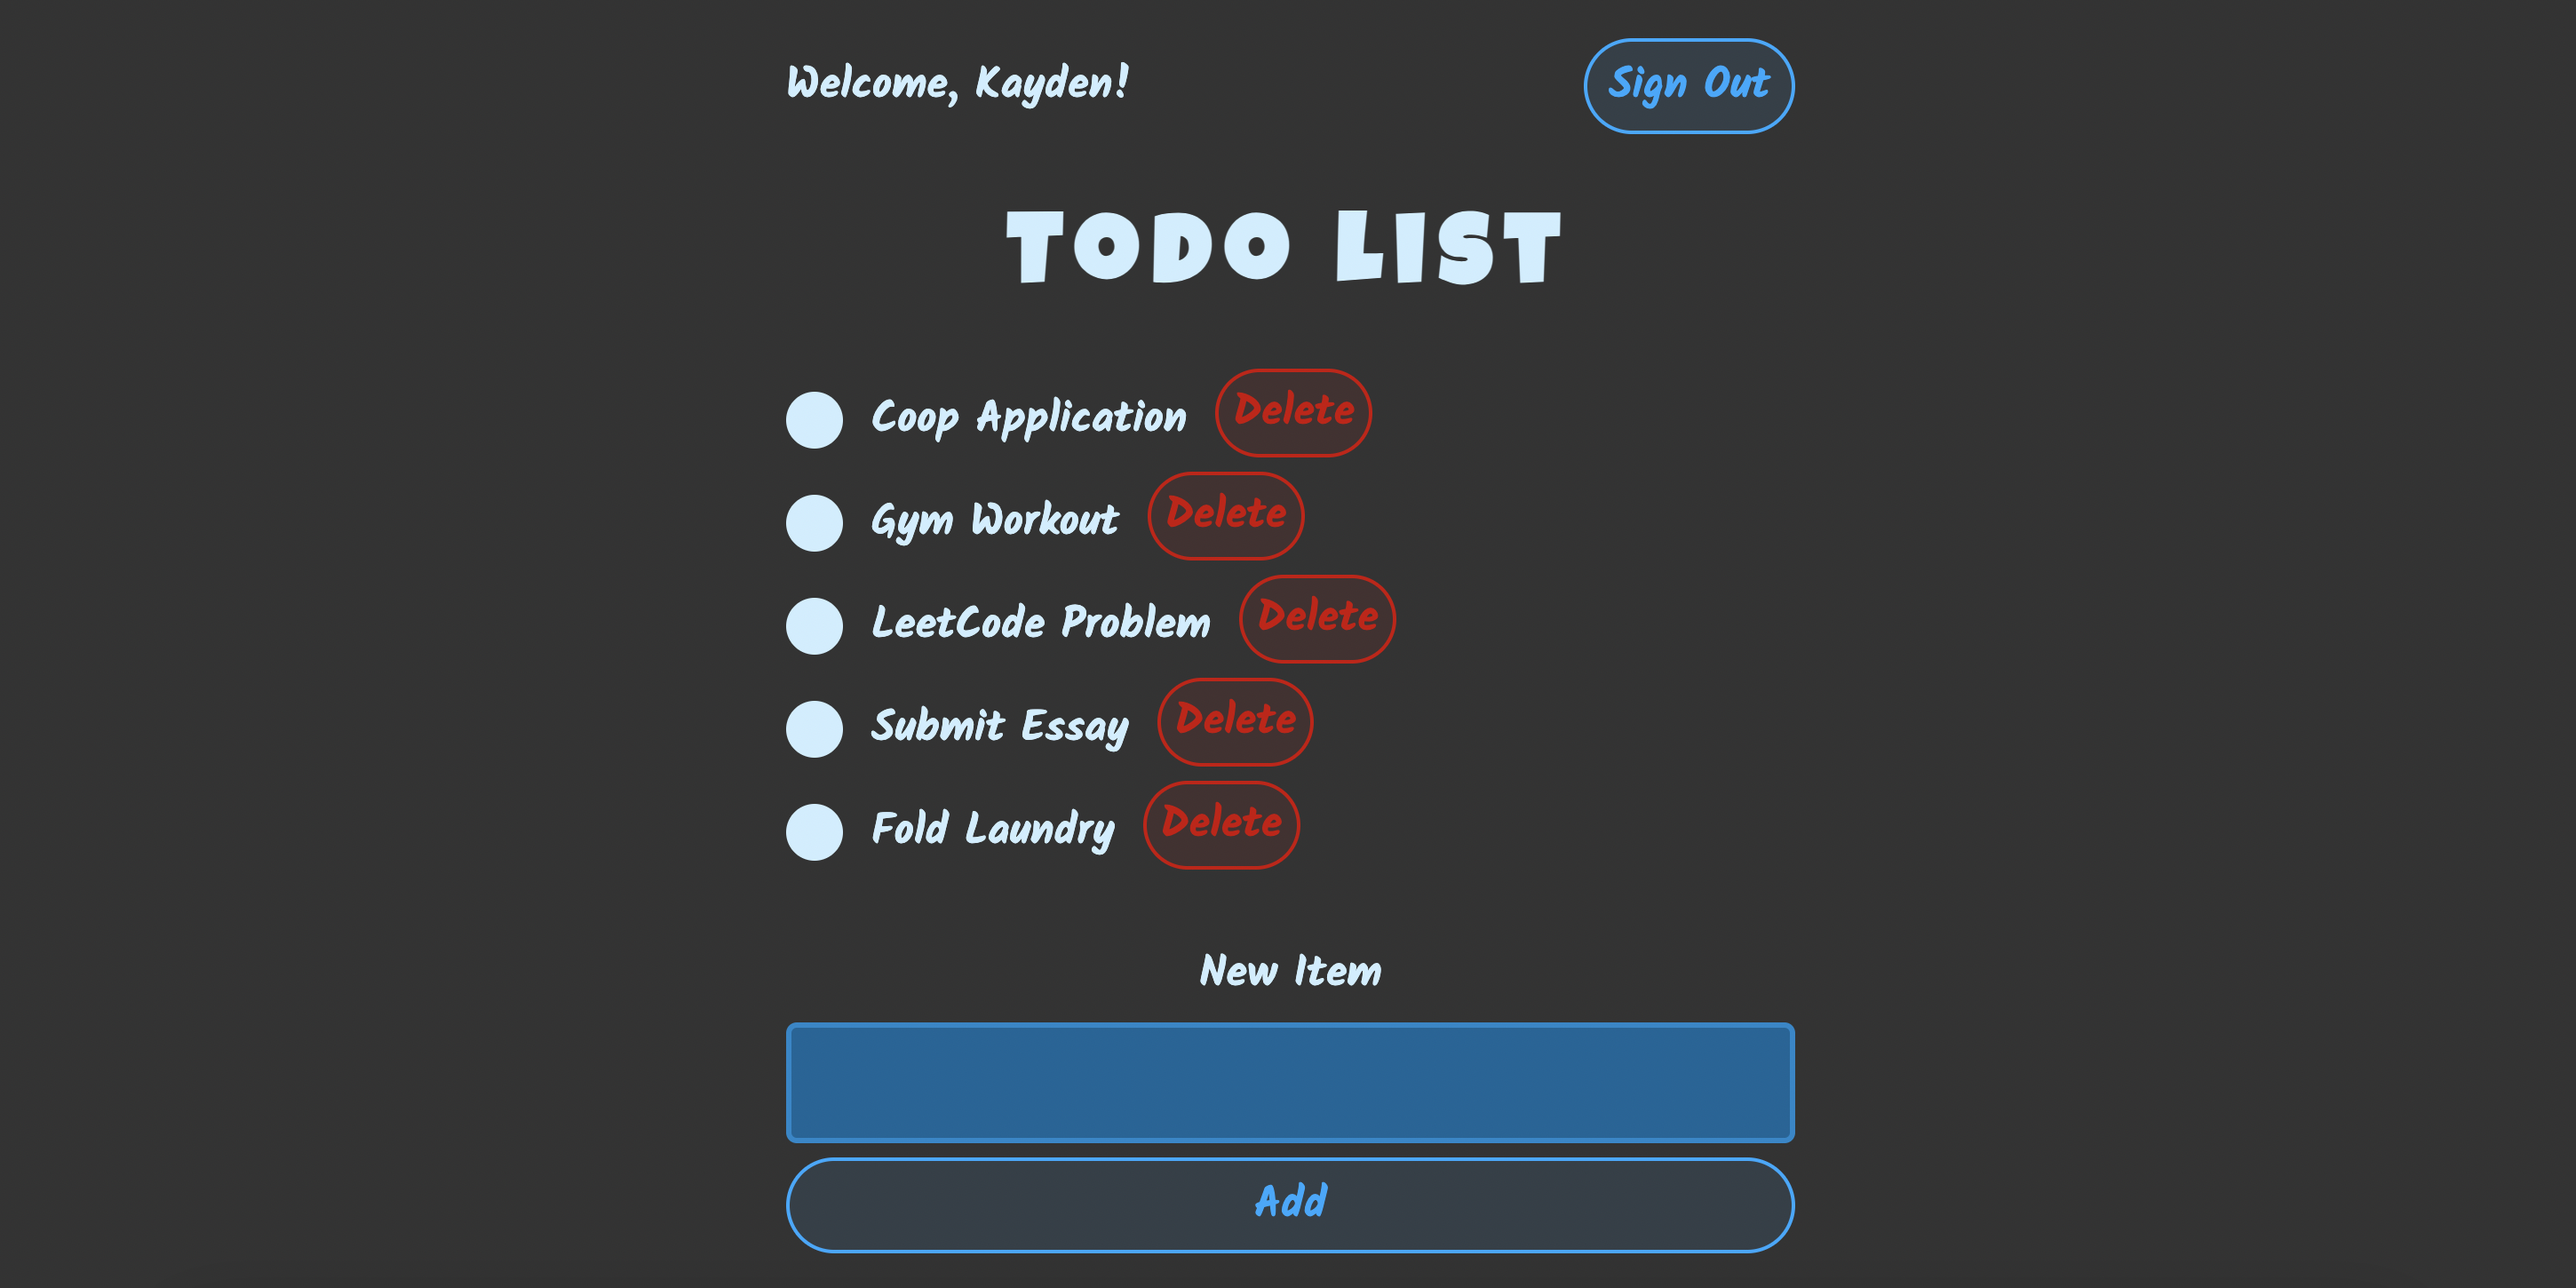 Welcome, Kayden!
Sign Out
TODO LIST
Coop Application Delete
Gym Workout Delete
LeetCode Problem Delete
Submit Essay Delete
Fold Laundry Delete
New Item
Add